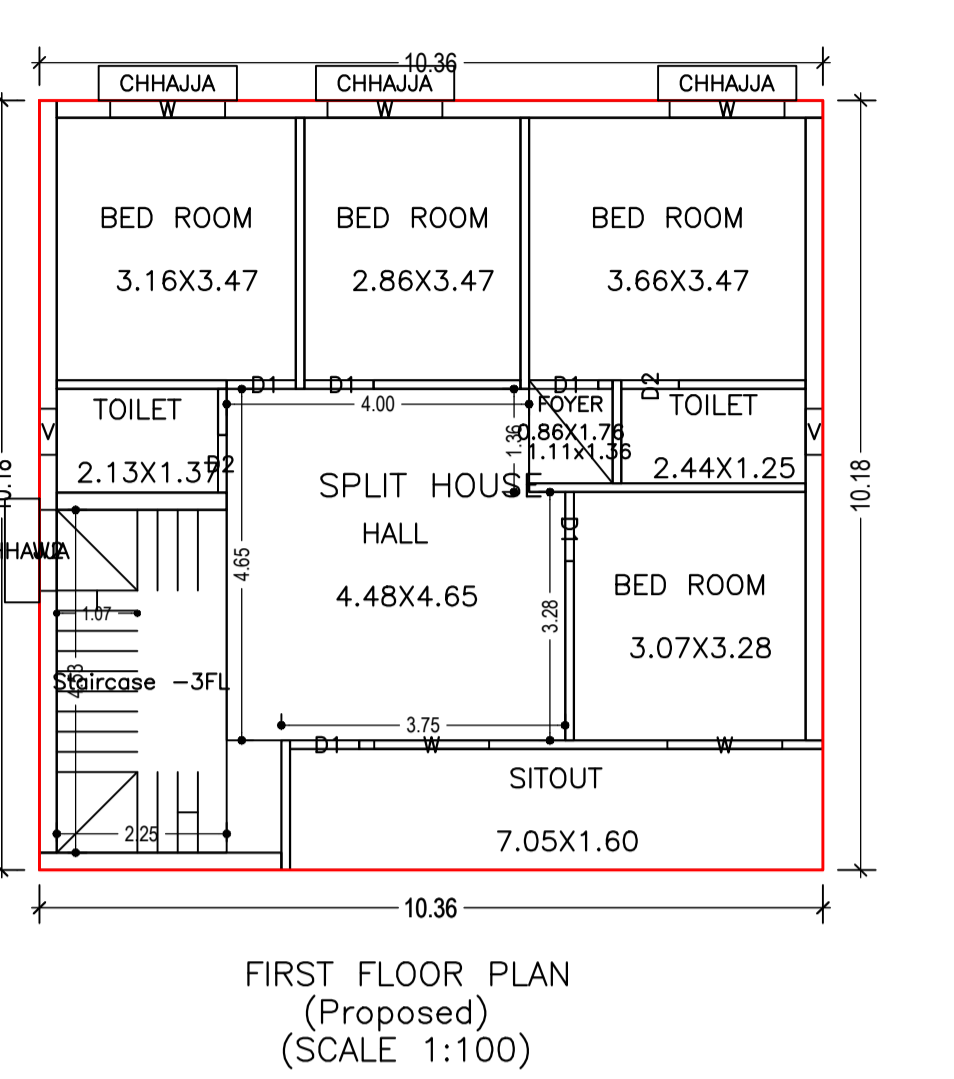 10.36
CHHAJJA CHHAJJA CHHAJJA
W W W
BED ROOM BED ROOM BED ROOM
3.16X3.47 2.86X3.47 3.66X3.47
D1 D1 D1 D2
TOILET 4.00 FOYER TOILET
V 0.86X1.76 V
1.36 1.11x1.36
2.13X1.37 D2 2.44X1.25
SPLIT HOUSE
10.18
D1
HALL
W2
4.65
4.48X4.65
BED ROOM
1.07 3.28
3.07X3.28
Staircase -3FL
3.75
D1 W W
SITOUT
2.25 7.05X1.60
10.36
FIRST FLOOR PLAN
(Proposed)
(SCALE 1:100)